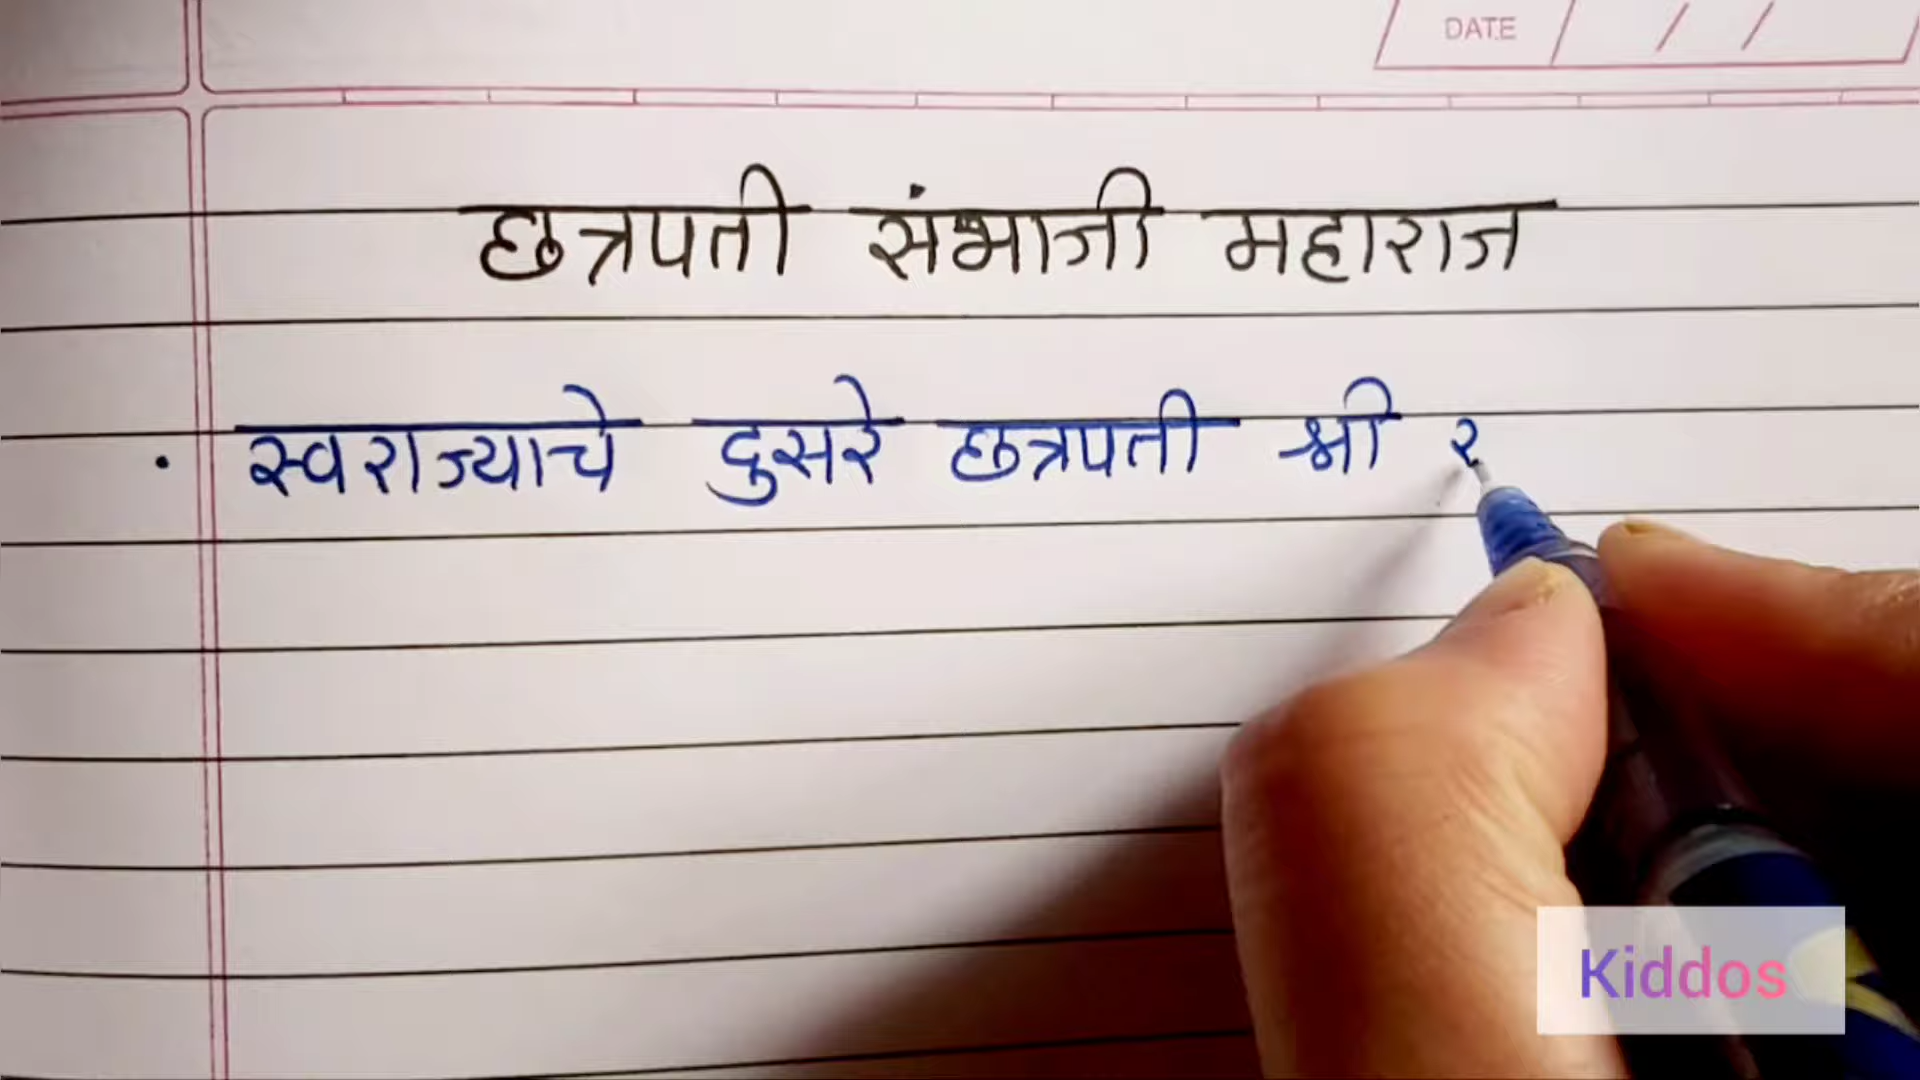 DATE / /
छत्रपती संभाजी महाराज
• स्वराज्याचे दुसरे छत्रपती श्री
Kiddos